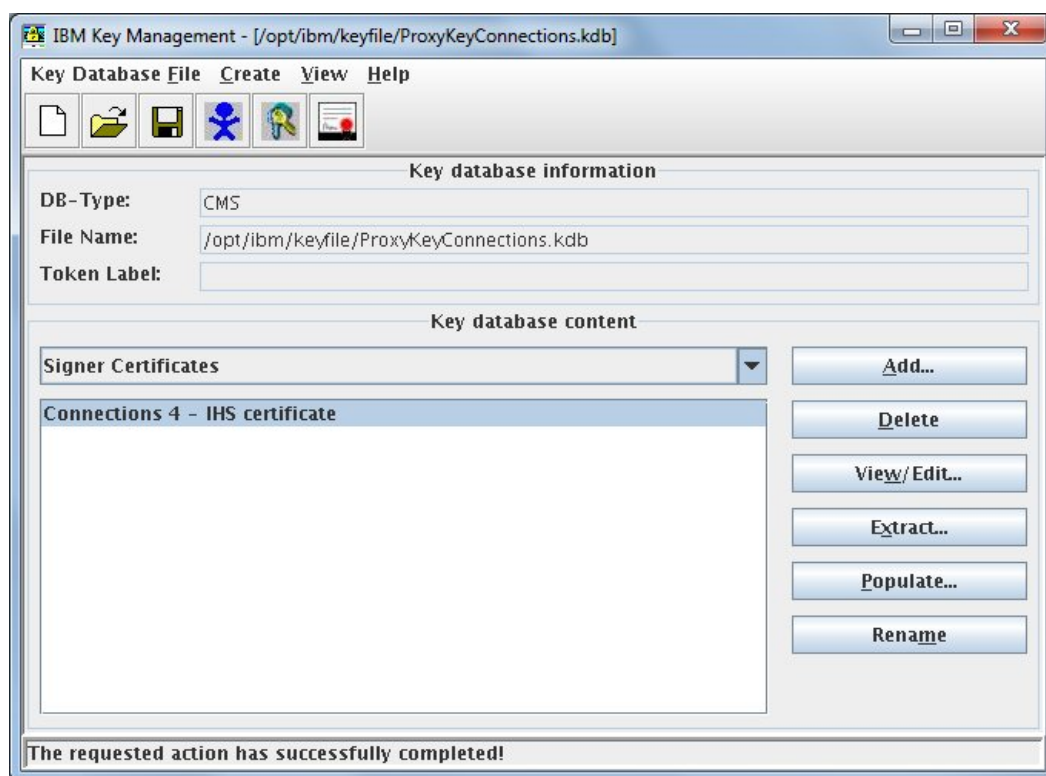 IBM Key Management - [/opt/ibm/keyfile/ProxyKeyConnections.kdb]
Key Database File Create View Help
Key database information
DB-Type: CMS
File Name: /opt/ibm/keyfile/ProxyKeyConnections.kdb
Token Label:
Key database content
Signer Certificates
Add...
Connections 4 - IHS certificate
Delete
View/Edit...
Extract...
Populate...
Rename
The requested action has successfully completed!